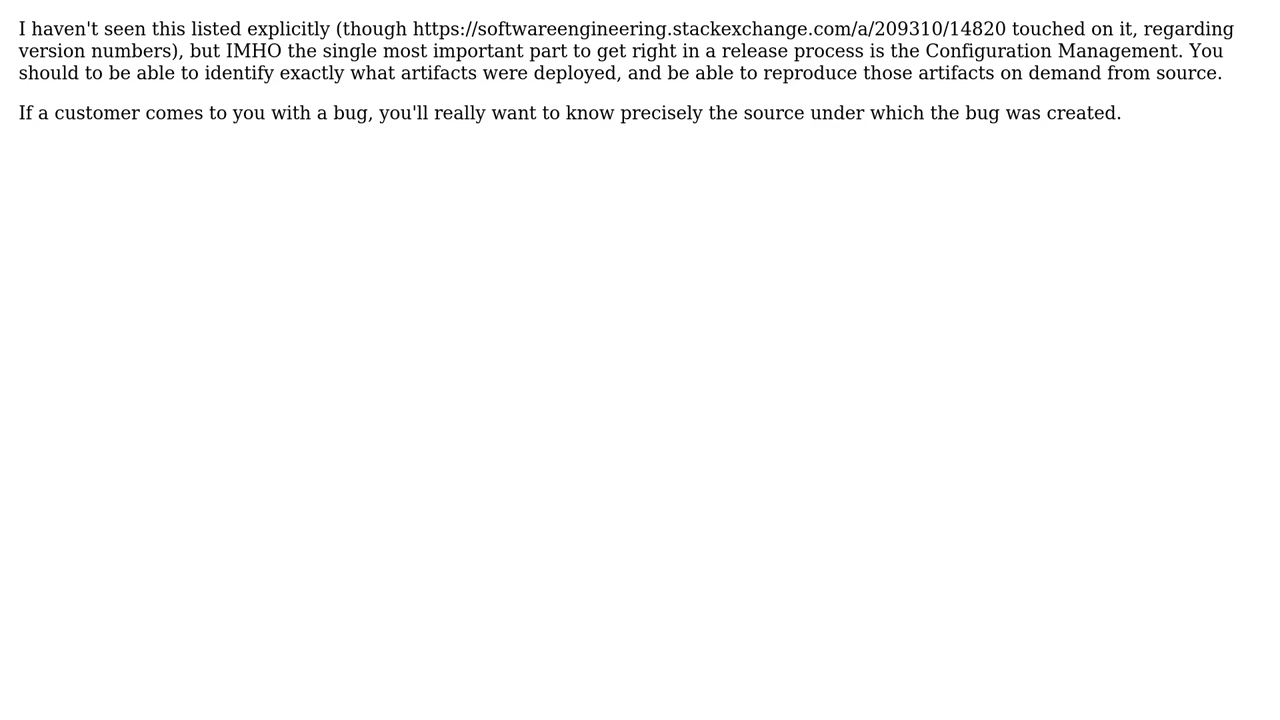 I haven't seen this listed explicitly (though https://softwareengineering.stackexchange.com/a/209310/14820 touched on it, regarding
version numbers), but IMHO the single most important part to get right in a release process is the Configuration Management. You
should to be able to identify exactly what artifacts were deployed, and be able to reproduce those artifacts on demand from source.
If a customer comes to you with a bug, you'll really want to know precisely the source under which the bug was created.